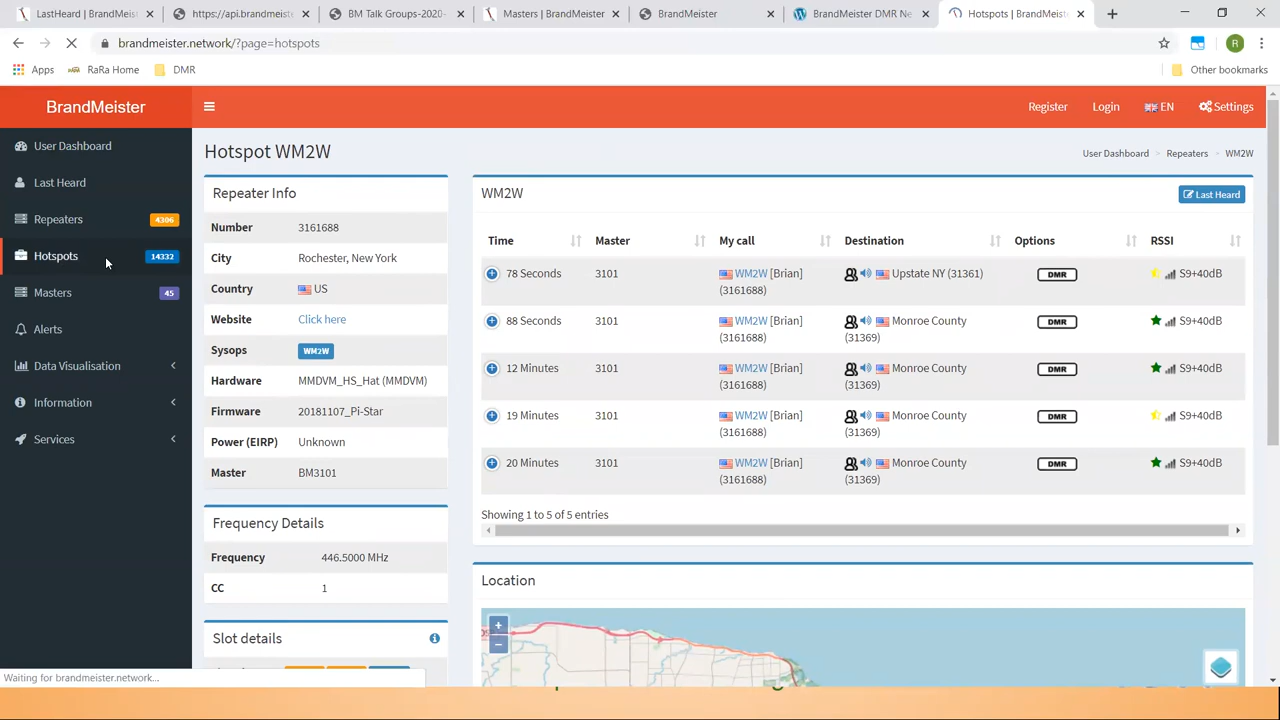 LastHeard | BrandMeister
https://api.brandmeiste
BM Talk Groups-2020-
Masters | BrandMeister
BrandMeister
BrandMeister DMR Ne
Hotspots | BrandMeist
brandmeister.network/?page=hotspots
R
Apps
RaRa Home
DMR
Other bookmarks
BrandMeister
Register
Login
EN
Settings
User Dashboard
Last Heard
Repeaters 4306
Hotspots 14332
Masters 45
Alerts
Data Visualisation
Information
Services
Hotspot WM2W
User Dashboard > Repeaters - WM2W
Repeater Info
Number 3161688
City Rochester, New York
Country US
Website Click here
Sysops WM2W
Hardware MMDVM_HS_Hat (MMDVM)
Firmware 20181107_Pi-Star
Power (EIRP) Unknown
Master BM3101
Frequency Details
Frequency 446.5000 MHz
CC 1
Slot details
WM2W
Last Heard
Time Master My call Destination Options RSSI
78 Seconds 3101 WM2W [Brian] Upstate NY (31361) DMR S9+40dB
(3161688)
88 Seconds 3101 WM2W [Brian] Monroe County DMR S9+40dB
(3161688) (31369)
12 Minutes 3101 WM2W [Brian] Monroe County DMR S9+40dB
(3161688) (31369)
19 Minutes 3101 WM2W [Brian] Monroe County DMR S9+40dB
(3161688) (31369)
20 Minutes 3101 WM2W [Brian] Monroe County DMR S9+40dB
(3161688) (31369)
Showing 1 to 5 of 5 entries
Location
+
−
Waiting for brandmeister.network...